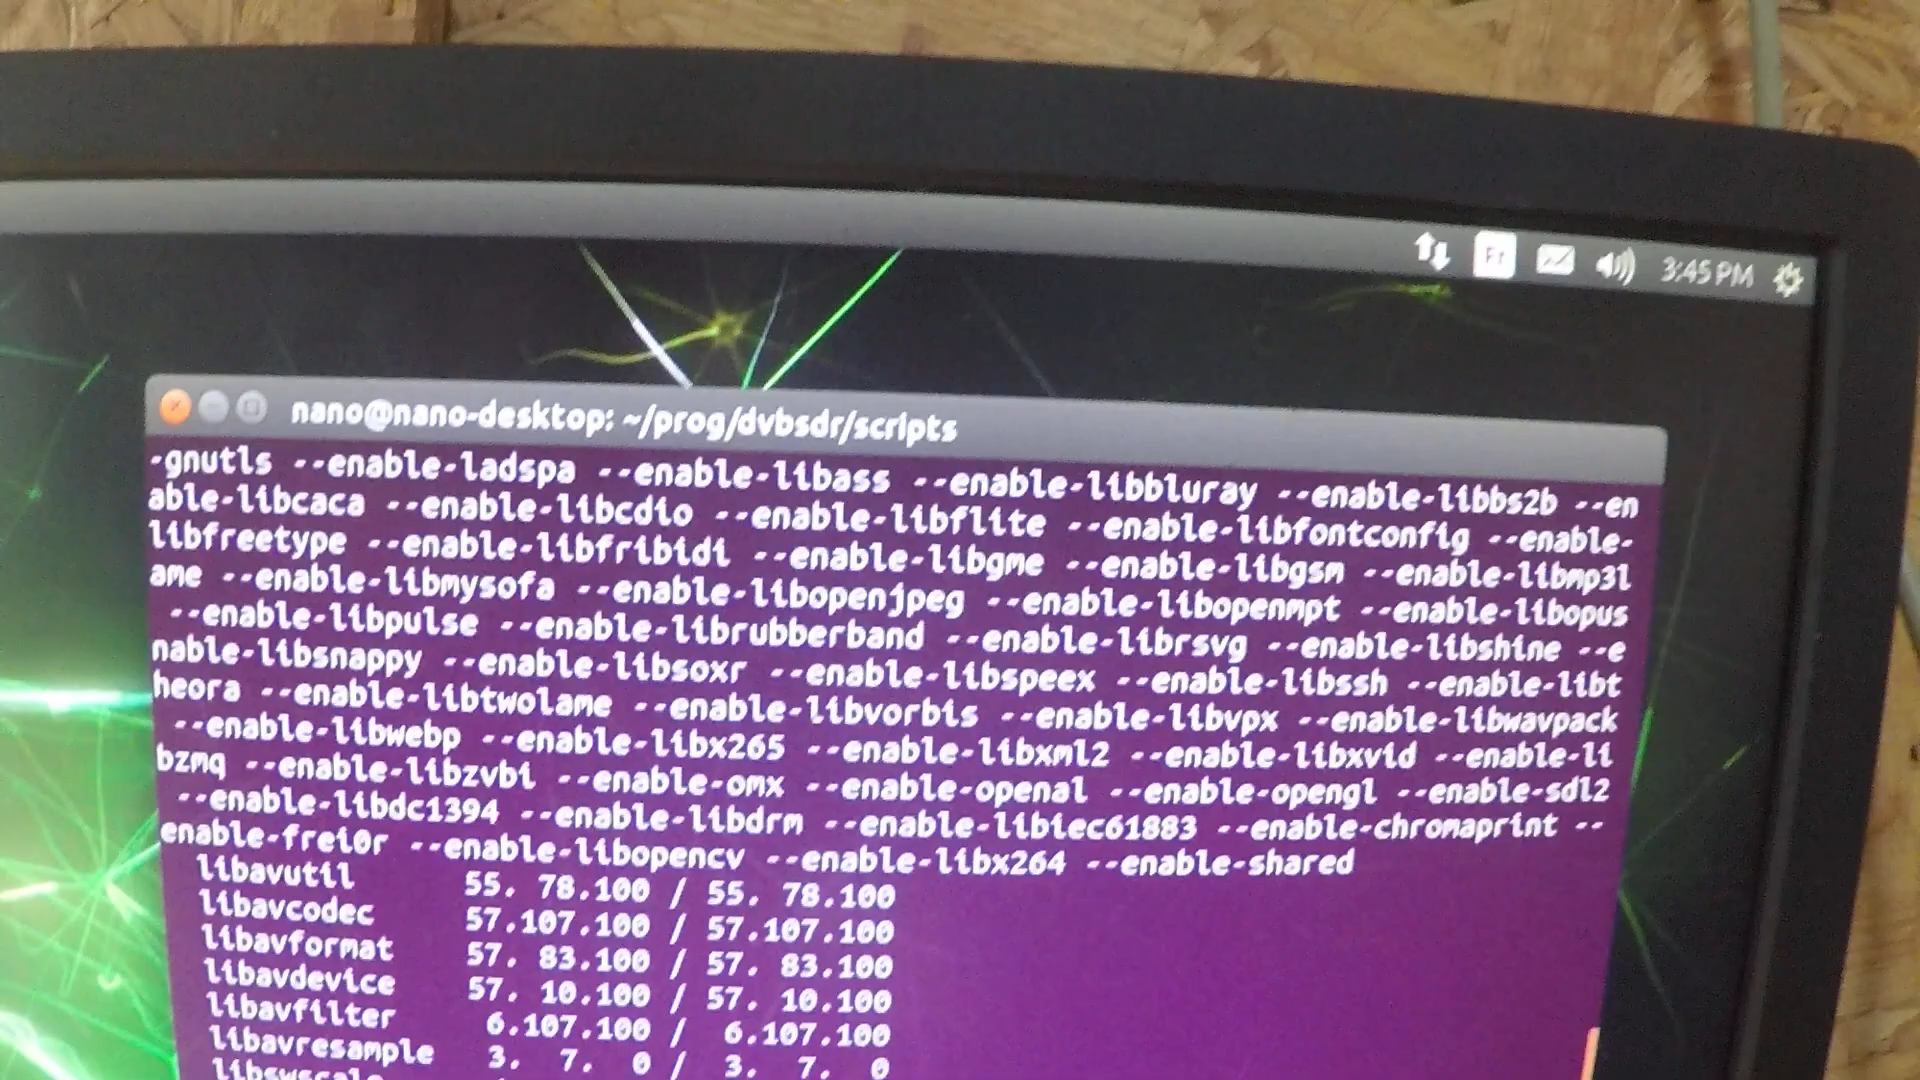 Fr
3:45 PM
nano@nano-desktop: ~/prog/dvbsdr/scripts
-gnutls --enable-ladspa --enable-libass --enable-libbluray --enable-libbs2b --en
able-libcaca --enable-libcdio --enable-libflite --enable-libfontconfig --enable-
libfreetype --enable-libfribidi --enable-libgme --enable-libgsm --enable-libmp3l
ame --enable-libmysofa --enable-libopenjpeg --enable-libopenmpt --enable-libopus
--enable-libpulse --enable-librubberband --enable-librsvg --enable-libshine --e
nable-libsnappy --enable-libsoxr --enable-libspeex --enable-libssh --enable-libt
heora --enable-libtwolame --enable-libvorbis --enable-libvpx --enable-libwavpack
--enable-libwebp --enable-libx265 --enable-libxml2 --enable-libxvid --enable-li
bzmq --enable-libzvbi --enable-omx --enable-openal --enable-opengl --enable-sdl2
--enable-libdc1394 --enable-libdrm --enable-libiec61883 --enable-chromaprint --
enable-frei0r --enable-libopencv --enable-libx264 --enable-shared
libavutil 55. 78.100 / 55. 78.100
libavcodec 57.107.100 / 57.107.100
libavformat 57. 83.100 / 57. 83.100
libavdevice 57. 10.100 / 57. 10.100
libavfilter 6.107.100 / 6.107.100
libavresample 3. 7. 0 / 3. 7. 0
libswscale